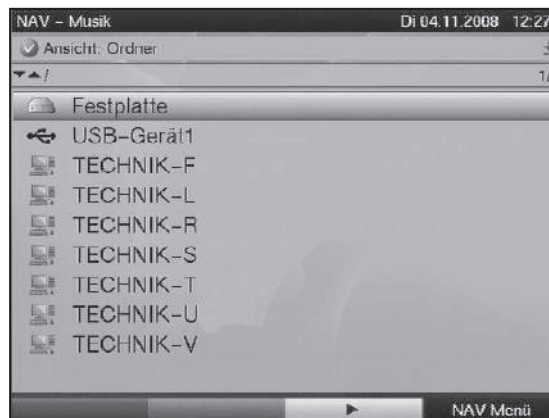 NAV - Musik Di 04.11.2008 12:27
Ansicht: Ordner
/ 1/
Festplatte
USB-Gerät1
TECHNIK-F
TECHNIK-L
TECHNIK-R
TECHNIK-S
TECHNIK-T
TECHNIK-U
TECHNIK-V
NAV Menü